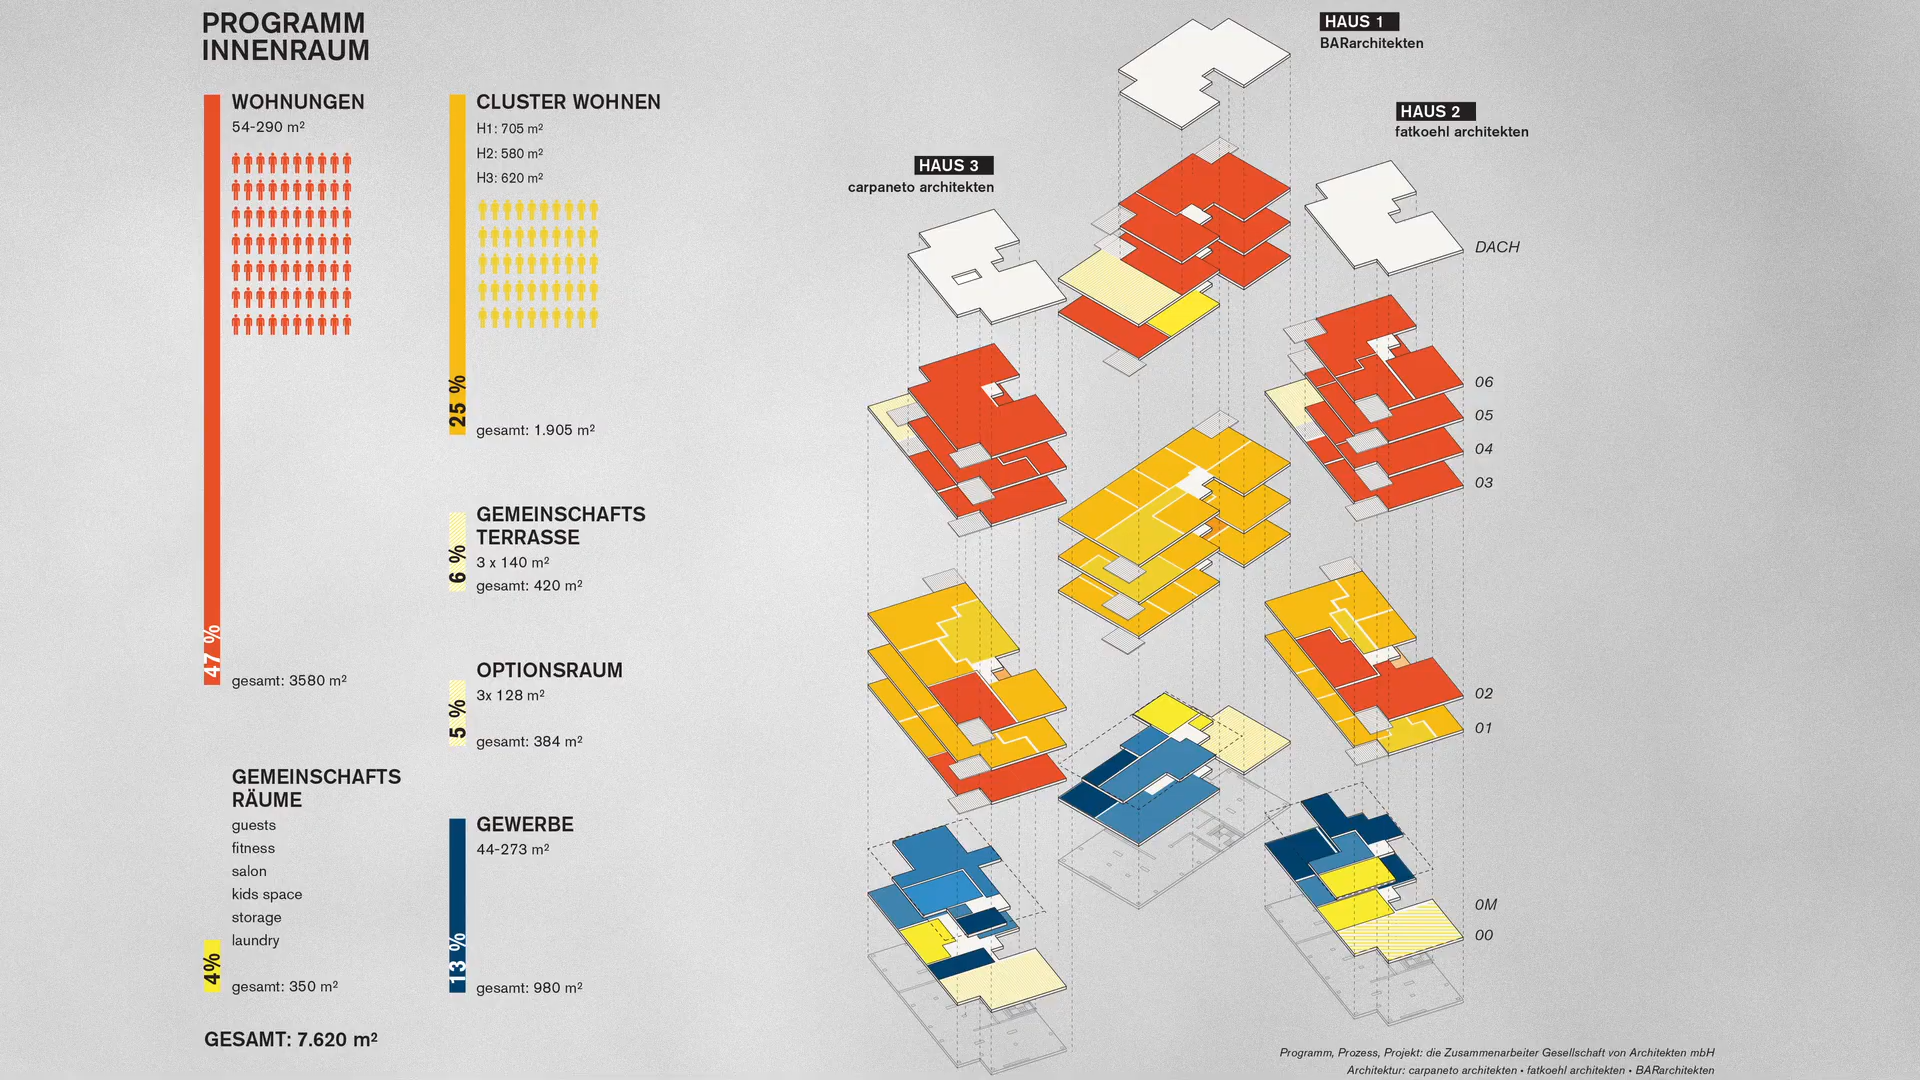 PROGRAMM
INNENRAUM
WOHNUNGEN
54-290 m²
47 %
gesamt: 3580 m²
GEMEINSCHAFTS
RÄUME
guests
fitness
salon
kids space
storage
laundry
4%
gesamt: 350 m²
GESAMT: 7.620 m²
CLUSTER WOHNEN
H1: 705 m²
H2: 580 m²
H3: 620 m²
25 %
gesamt: 1.905 m²
GEMEINSCHAFTS
TERRASSE
3 x 140 m²
6 %
gesamt: 420 m²
OPTIONSRAUM
3x 128 m²
5 %
gesamt: 384 m²
GEWERBE
44-273 m²
13 %
gesamt: 980 m²
HAUS 1
BARarchitekten
HAUS 2
fatkoehl architekten
HAUS 3
carpaneto architekten
DACH
06
05
04
03
02
01
0M
00
Programm, Prozess, Projekt: die Zusammenarbeiter Gesellschaft von Architekten mbH
Architektur: carpaneto architekten • fatkoehl architekten • BARarchitekten